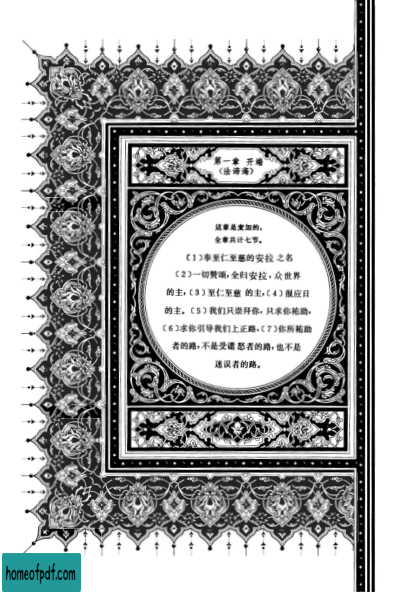 第一章 开端
(法谛海)
这章是麦加的。
全章共计七节。
(1)奉至仁至慈的安拉之名
(2)一切赞颂，全归安拉，众世界
的主，(3)至仁至慈 的主，(4)报应日
的主。(5)我们只崇拜你，只求你祐助，
(6)求你引导我们上正路，(7)你所祐助
者的路，不是受谴怒者的路，也不是
迷误者的路。
homeofpdf.com